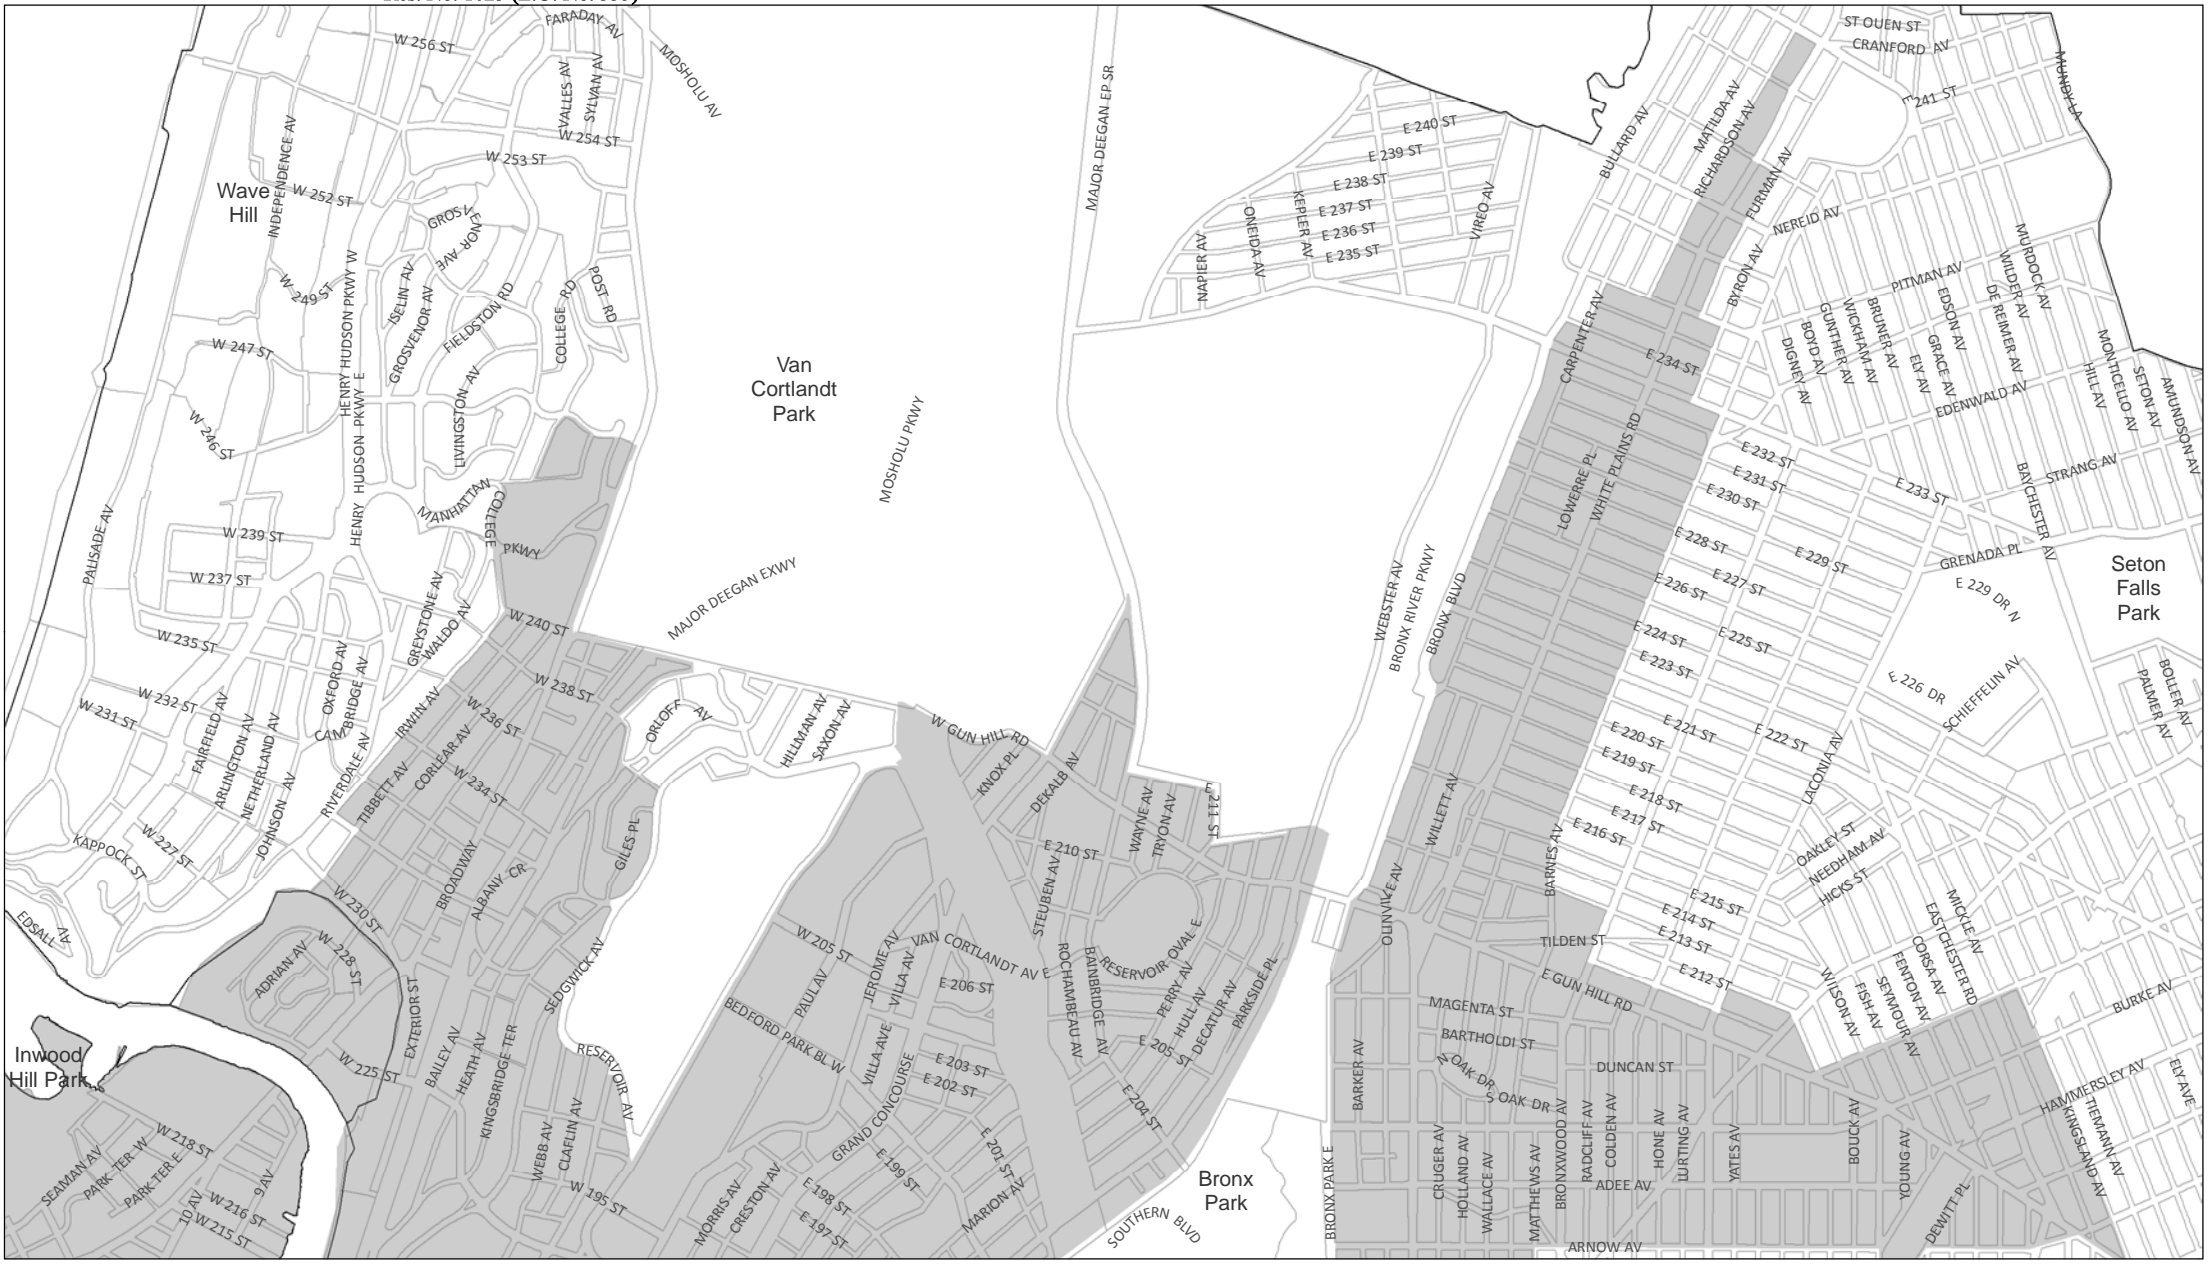 W 256 ST
FARADAY AV
MOSHOLU AV
VALLES AV
SYLVAN AV
W 254 ST
W 253 ST
INDEPENDENCE AV
W 252 ST
Wave
Hill
GROSVENOR AVE
W 249 ST
HENRY HUDSON PKWY W
ISELIN AV
GROSVENOR AV
FIELDSTON RD
COLLEGE RD
POST RD
W 247 ST
HENRY HUDSON PKWY E
LIVINGSTON AV
W 246 ST
MANHATTAN COLLEGE PKWY
W 239 ST
PALISADE AV
W 237 ST
GREYSTONE AV
WALDO AV
W 240 ST
W 235 ST
OXFORD AV
CAMBRIDGE AV
W 232 ST
W 231 ST
FAIRFIELD AV
ARLINGTON AV
NETHERLAND AV
JOHNSON AV
RIVERDALE AV
IRWIN AV
TIBBETT AV
CORLEAR AV
W 238 ST
W 236 ST
W 234 ST
KAPPOCK ST
W 227 ST
EDSALL AV
W 230 ST
BROADWAY
ALBANY CR
GILES PL
ADRIAN AV
W 228 ST
EXTERIOR ST
W 225 ST
BAILEY AV
HEATH AV
KINGSBRIDGE TER
SEDGWICK AV
RESERVOIR AV
WEBB AV
CLAFLIN AV
W 195 ST
Inwood
Hill Park
SEAMAN AV
PARK TER W
PARK TER E
W 218 ST
10 AV
9 AV
W 216 ST
W 215 ST
Van
Cortlandt
Park
MOSHOLU PKWY
MAJOR DEEGAN EXWY
MAJOR DEEGAN EP SR
ORLOFF AV
HILLMAN AV
SAXON AV
W GUN HILL RD
KNOX PL
DEKALB AV
WAYNE AV
TRYON AV
E 211 ST
E 210 ST
STEUBEN AV
W 205 ST
PAUL AV
JEROME AV
VILLA AV
VAN CORTLANDT AV E
E 206 ST
ROCHAMBEAU AV
BAINBRIDGE AV
RESERVOIR OVAL E
PERRY AV
HULL AV
DECATUR AV
PARKSIDE PL
E 205 ST
BEDFORD PARK BL W
VILLA AVE
GRAND CONCOURSE
E 203 ST
E 202 ST
E 204 ST
E 201 ST
E 199 ST
E 198 ST
E 197 ST
MORRIS AV
CRESTON AV
MARION AV
SOUTHERN BLVD
Bronx
Park
E 240 ST
E 239 ST
E 238 ST
E 237 ST
E 236 ST
E 235 ST
NAPIER AV
ONEIDA AV
KEPLER AV
VIREO AV
WEBSTER AV
BRONX RIVER PKWY
BRONX BLVD
ST OUEN ST
CRANFORD AV
E 241 ST
MUNDY LA
BULLARD AV
MATILDA AV
RICHARDSON AV
FURMAN AV
NEREID AV
BYRON AV
CARPENTER AV
E 234 ST
LOWERRE PL
WHITE PLAINS RD
PITMAN AV
MURDOCK AV
WILDER AV
DE REIMER AV
EDSON AV
GRACE AV
ELY AV
BRUNER AV
WICKHAM AV
GUNTHER AV
BOYD AV
DIGNEY AV
EDENWALD AV
HILL AV
MONTICELLO AV
SETON AV
AMUNDSON AV
STRANG AV
BAYCHESTER AV
E 233 ST
E 232 ST
E 231 ST
E 230 ST
E 229 ST
E 228 ST
E 227 ST
E 226 ST
E 225 ST
E 224 ST
E 223 ST
E 222 ST
E 221 ST
E 220 ST
E 219 ST
E 218 ST
E 217 ST
E 216 ST
E 215 ST
E 214 ST
E 213 ST
E 212 ST
GRENADA PL
E 229 DR N
Seton
Falls
Park
E 226 DR
SCHIEFFELIN AV
BOLLER AV
PALMER AV
LACONIA AV
WILLETT AV
BARNES AV
OLINVILLE AV
OAKLEY ST
NEEDHAM AV
HICKS ST
MICKLE AV
EASTCHESTER RD
CORSA AV
FENTON AV
SEYMOUR AV
FISH AV
WILSON AV
BURKE AV
TILDEN ST
E GUN HILL RD
MAGENTA ST
BARTHOLDI ST
N OAK DR
S OAK DR
DUNCAN ST
BARKER AV
BRONX PARK E
CRUGER AV
HOLLAND AV
WALLACE AV
MATTHEWS AV
BRONXWOOD AV
RADCLIFF AV
COLDEN AV
HONE AV
LURTING AV
YATES AV
ADEE AV
ARNOW AV
BOUCK AV
YOUNG AV
DEWITT PL
HAMMERSLEY AV
KINGSLAND AV
TIEMANN AV
ELY AVE